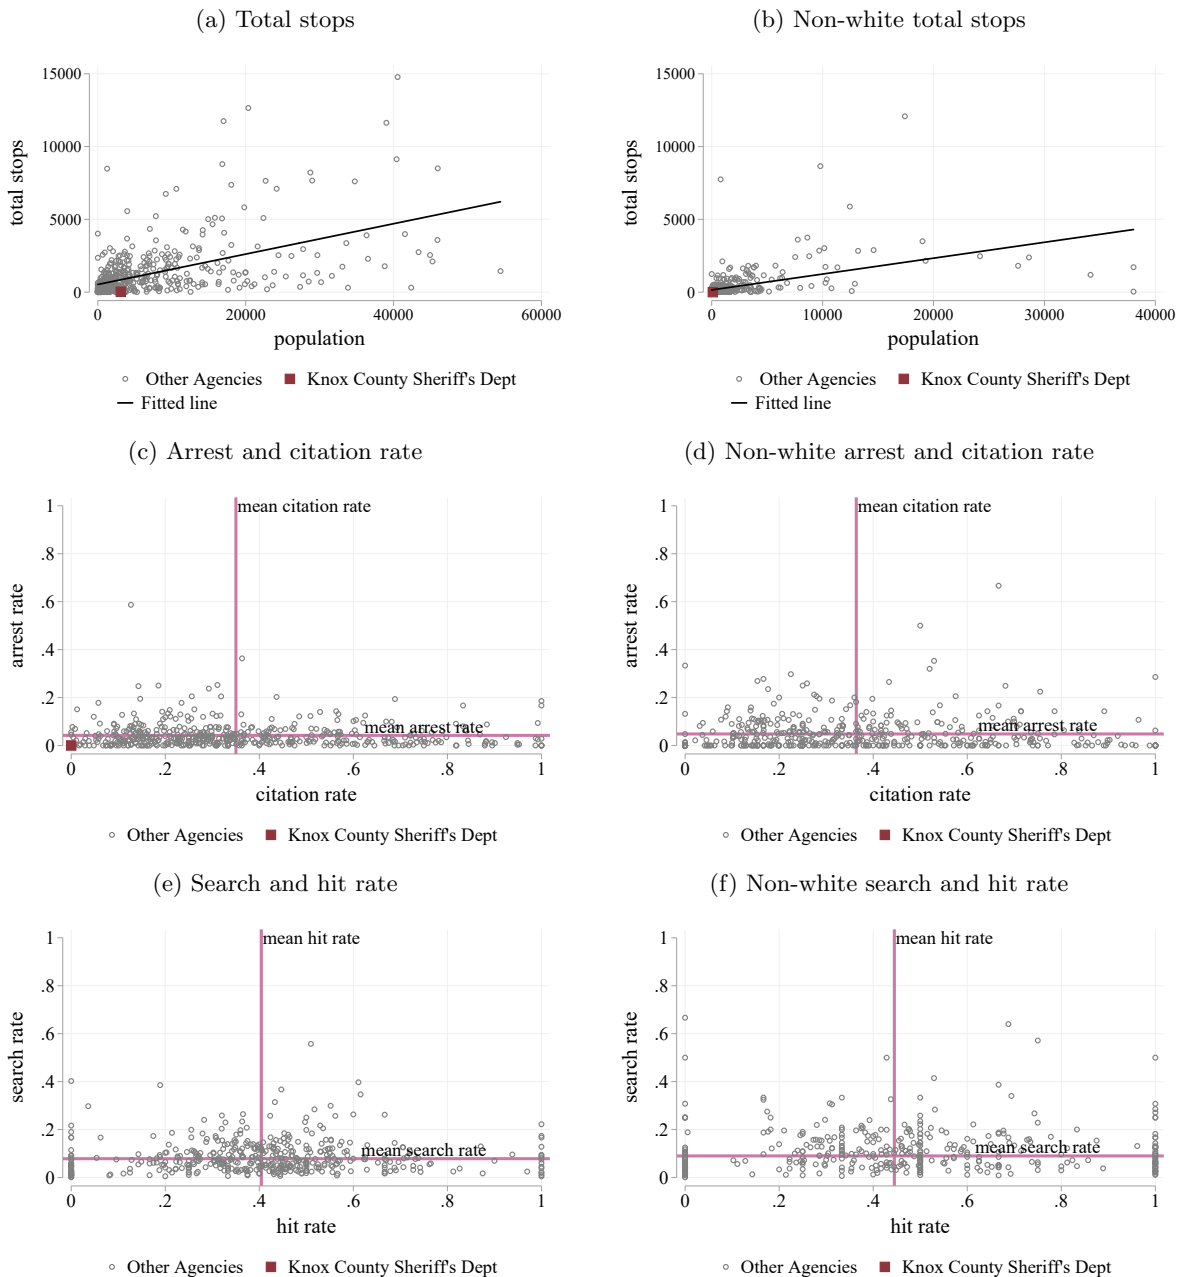 (a) Total stops
(b) Non-white total stops
total stops
15000
10000
5000
0
0 20000 40000 60000
population
Other Agencies Knox County Sheriff's Dept
Fitted line
total stops
15000
10000
5000
0
0 10000 20000 30000 40000
population
Other Agencies Knox County Sheriff's Dept
Fitted line
(c) Arrest and citation rate
(d) Non-white arrest and citation rate
arrest rate
1
.8
.6
.4
.2
0
mean citation rate
mean arrest rate
0 .2 .4 .6 .8 1
citation rate
Other Agencies Knox County Sheriff's Dept
arrest rate
1
.8
.6
.4
.2
0
mean citation rate
mean arrest rate
0 .2 .4 .6 .8 1
citation rate
Other Agencies Knox County Sheriff's Dept
(e) Search and hit rate
(f) Non-white search and hit rate
search rate
1
.8
.6
.4
.2
0
mean hit rate
mean search rate
0 .2 .4 .6 .8 1
hit rate
Other Agencies Knox County Sheriff's Dept
search rate
1
.8
.6
.4
.2
0
mean hit rate
mean search rate
0 .2 .4 .6 .8 1
hit rate
Other Agencies Knox County Sheriff's Dept